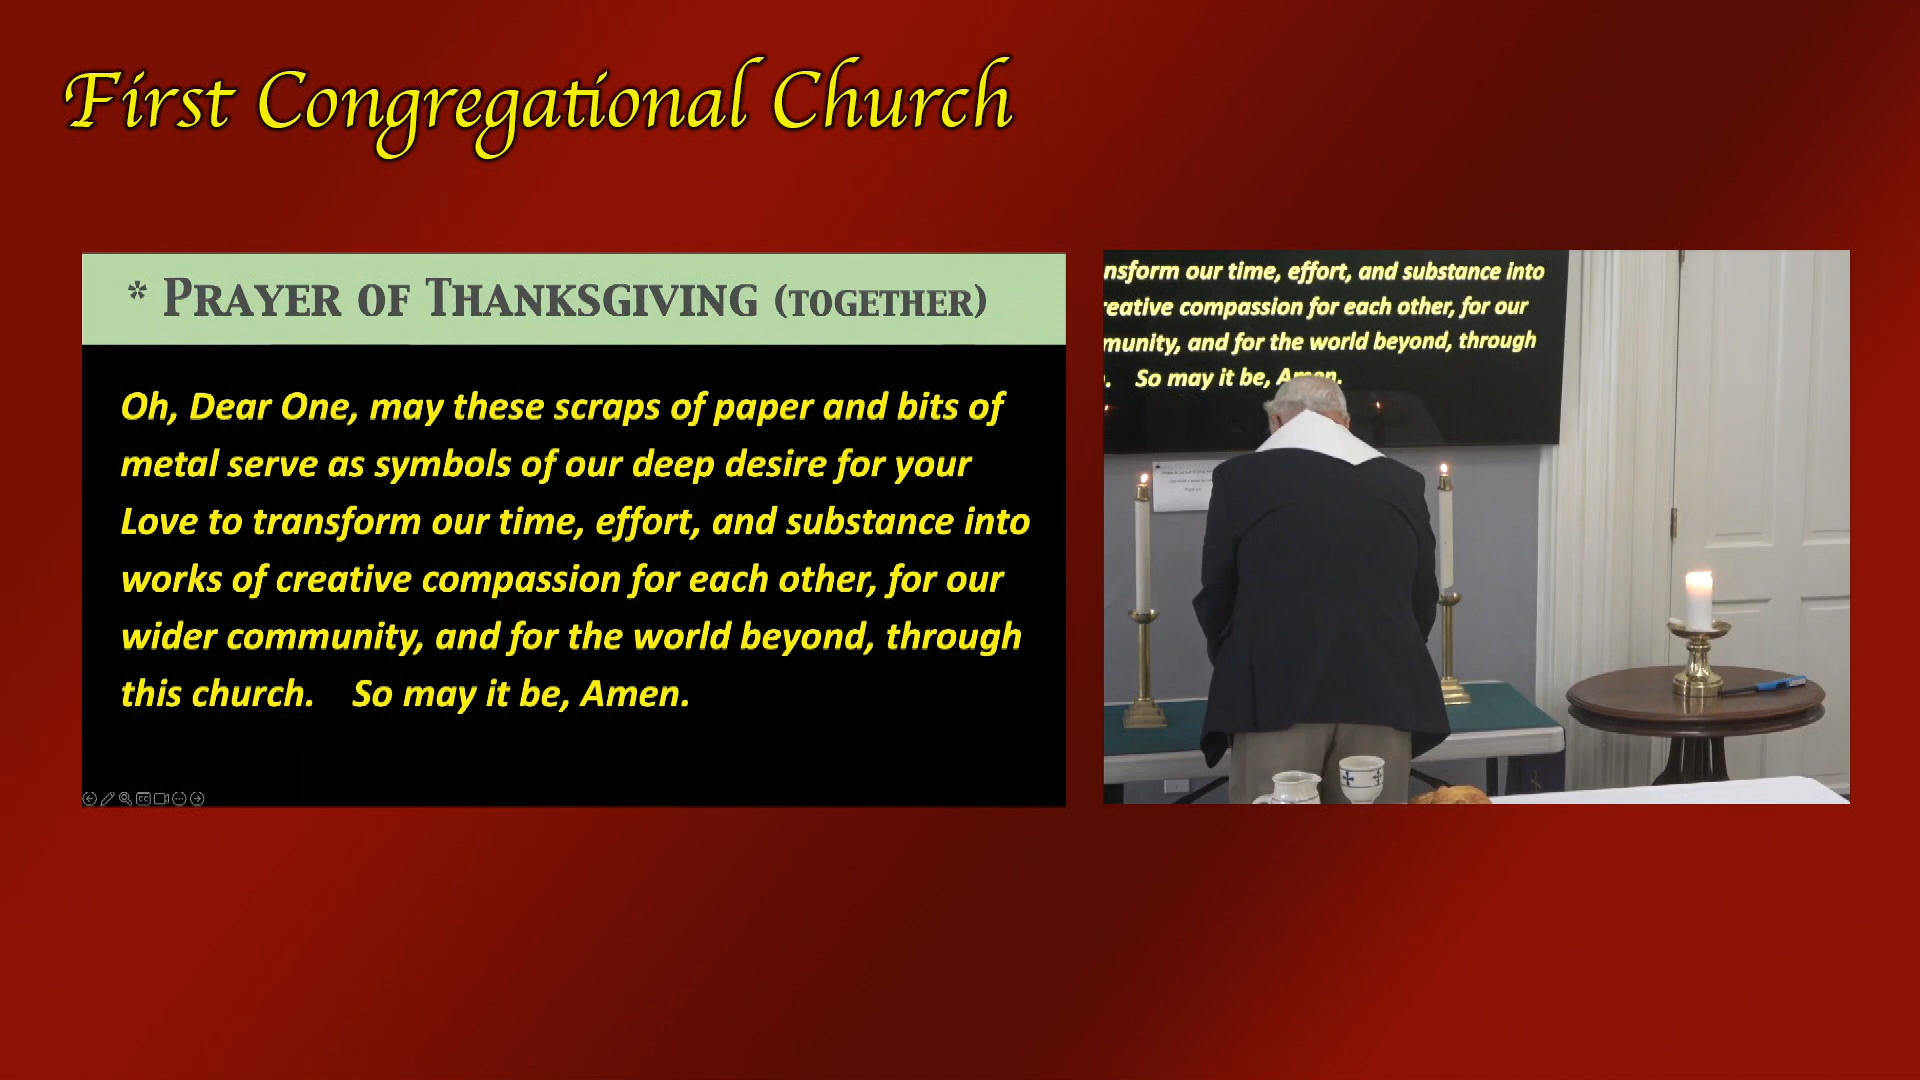 First Congregational Church
* Prayer of Thanksgiving (together)
Oh, Dear One, may these scraps of paper and bits of
metal serve as symbols of our deep desire for your
Love to transform our time, effort, and substance into
works of creative compassion for each other, for our
wider community, and for the world beyond, through
this church. So may it be, Amen.
nsform our time, effort, and substance into
reative compassion for each other, for our
munity, and for the world beyond, through
. So may it be, Amen.